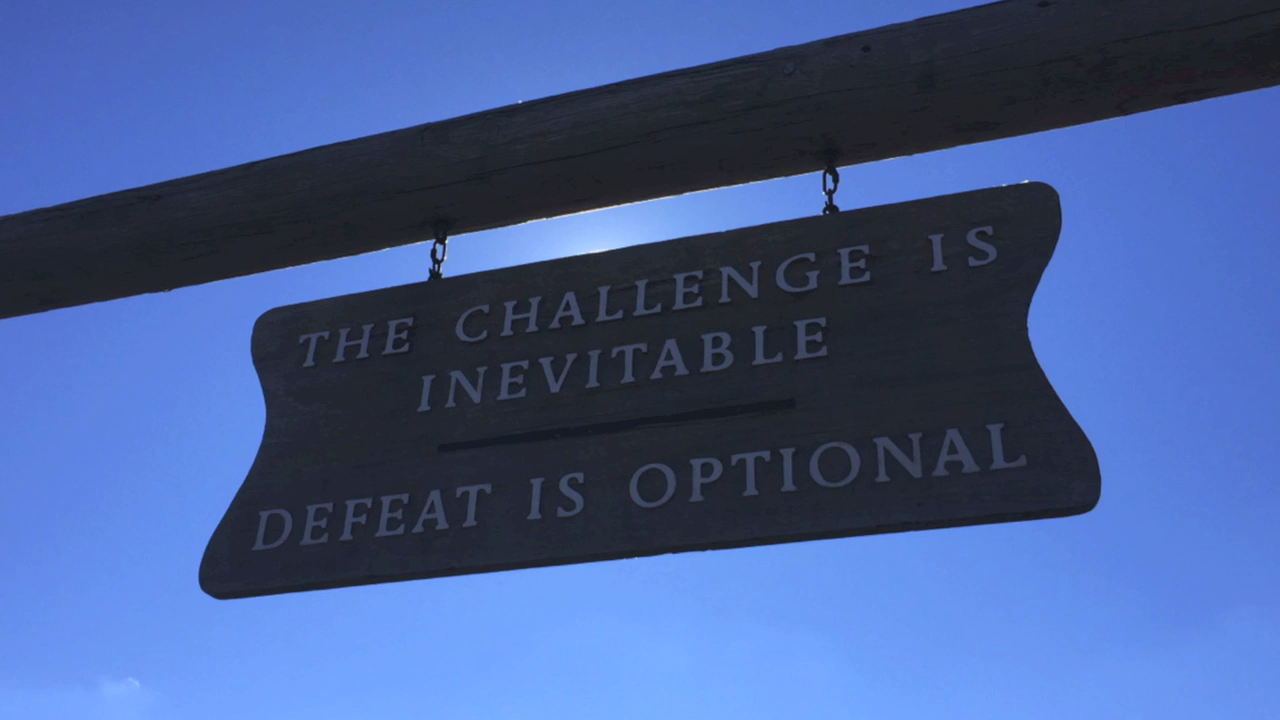 THE CHALLENGE IS
INEVITABLE
DEFEAT IS OPTIONAL